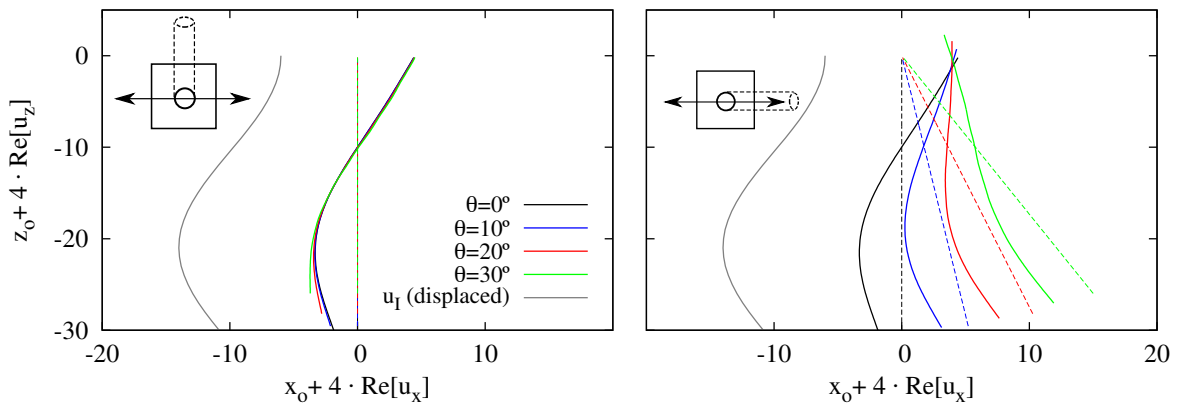 0
-10
-20
-30
z_o + 4 · Re[u_z]
-20
-10
0
10
x_o + 4 · Re[u_x]
θ=0º
θ=10º
θ=20º
θ=30º
u_I (displaced)
-10
0
10
20
x_o + 4 · Re[u_x]